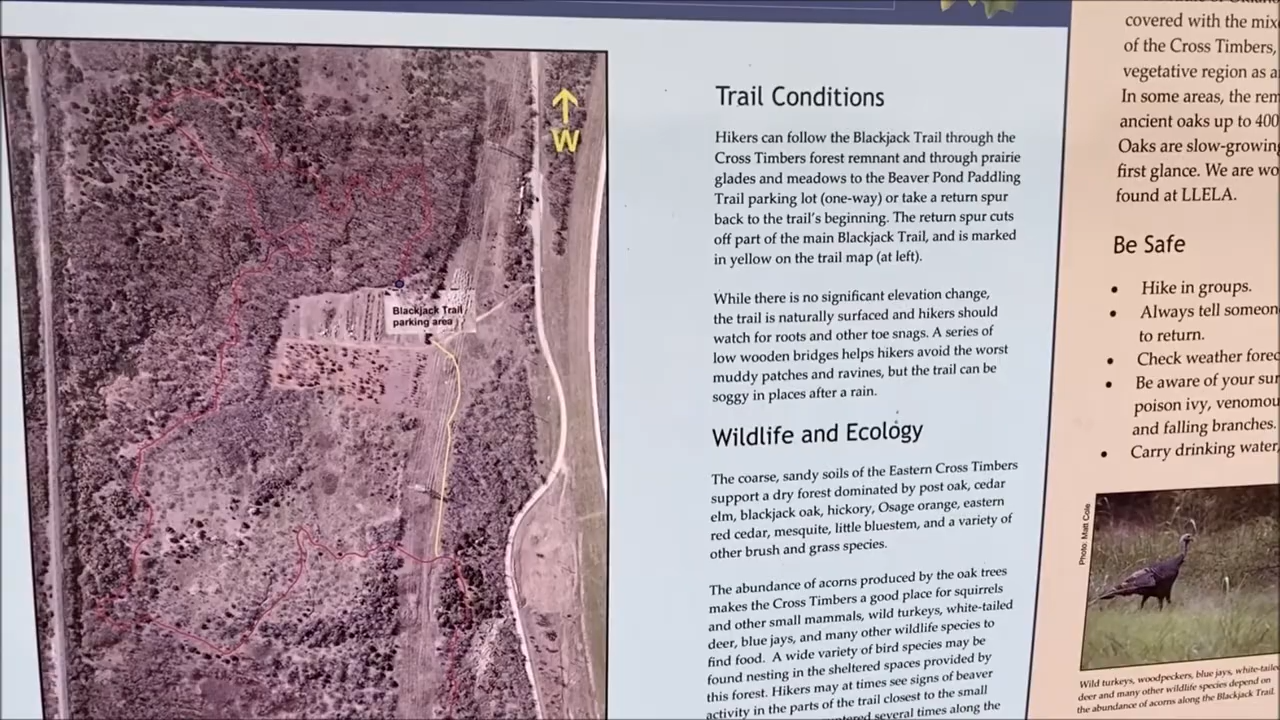 W
Blackjack Trail
parking area
Trail Conditions
Hikers can follow the Blackjack Trail through the
Cross Timbers forest remnant and through prairie
glades and meadows to the Beaver Pond Paddling
Trail parking lot (one-way) or take a return spur
back to the trail's beginning. The return spur cuts
off part of the main Blackjack Trail, and is marked
in yellow on the trail map (at left).
While there is no significant elevation change,
the trail is naturally surfaced and hikers should
watch for roots and other toe snags. A series of
low wooden bridges helps hikers avoid the worst
muddy patches and ravines, but the trail can be
soggy in places after a rain.
Wildlife and Ecology
The coarse, sandy soils of the Eastern Cross Timbers
support a dry forest dominated by post oak, cedar
elm, blackjack oak, hickory, Osage orange, eastern
red cedar, mesquite, little bluestem, and a variety of
other brush and grass species.
The abundance of acorns produced by the oak trees
makes the Cross Timbers a good place for squirrels
and other small mammals, wild turkeys, white-tailed
deer, blue jays, and many other wildlife species to
find food. A wide variety of bird species may be
found nesting in the sheltered spaces provided by
this forest. Hikers may at times see signs of beaver
activity in the parts of the trail closest to the small
several times along the
covered with the mix
of the Cross Timbers,
vegetative region as a
In some areas, the rem
ancient oaks up to 400
Oaks are slow-growing
first glance. We are wo
found at LLELA.
Be Safe
• Hike in groups.
• Always tell someon
to return.
• Check weather forec
• Be aware of your sur
poison ivy, venomou
and falling branches.
• Carry drinking water,
Photo: Matt Cole
Wild turkeys, woodpeckers, blue jays, white-tailed
deer and many other wildlife species depend on
the abundance of acorns along the Blackjack Trail.